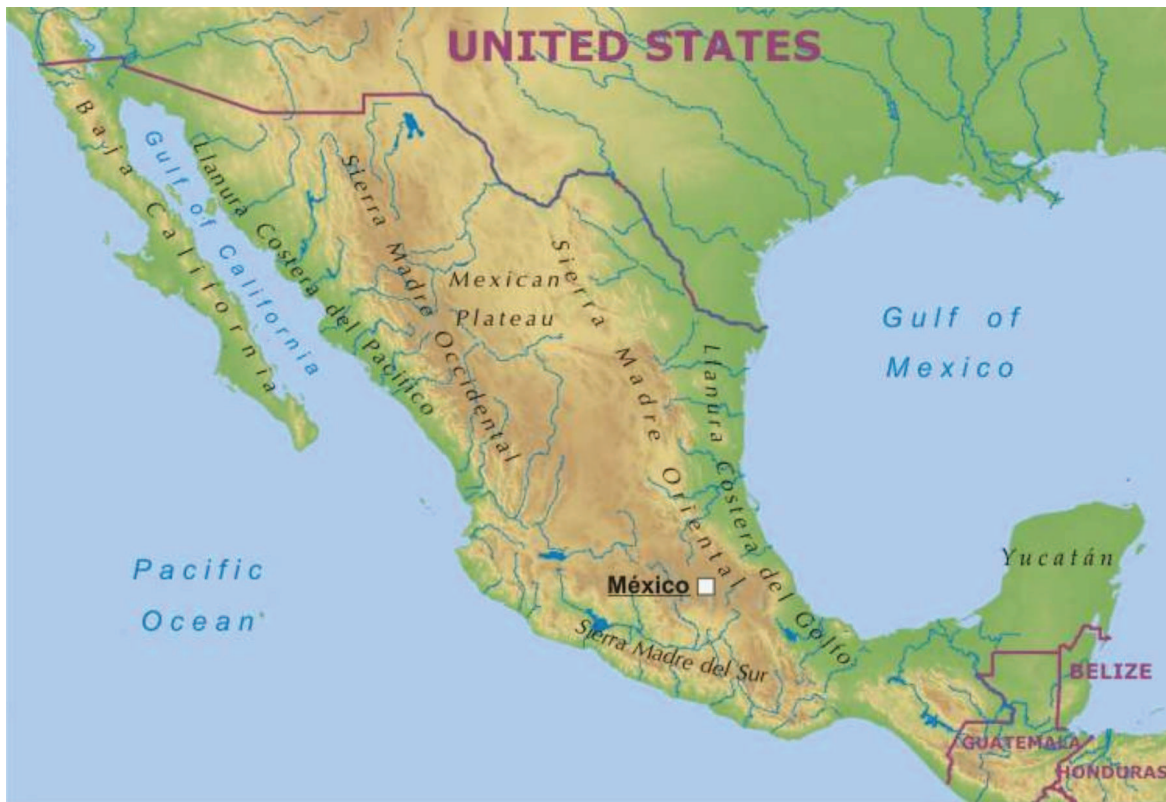 UNITED STATES
Baja California
Gulf of California
Llanura Costera del Pacífico
Sierra Madre Occidental
Mexican
Plateau
Sierra Madre Oriental
Llanura Costera del Golfo
Gulf of
Mexico
Pacific
Ocean
México
Sierra Madre del Sur
Yucatán
BELIZE
GUATEMALA
HONDURAS